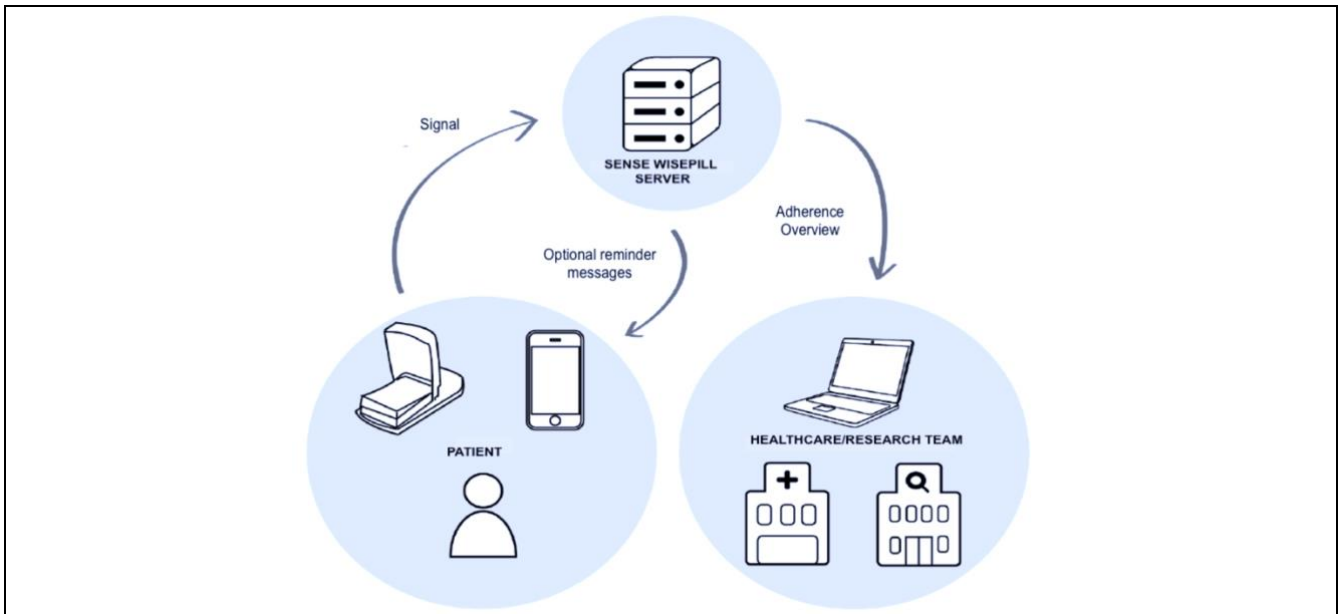 Signal
SENSE WISEPILL
SERVER
Adherence
Overview
Optional reminder
messages
PATIENT
HEALTHCARE/RESEARCH TEAM